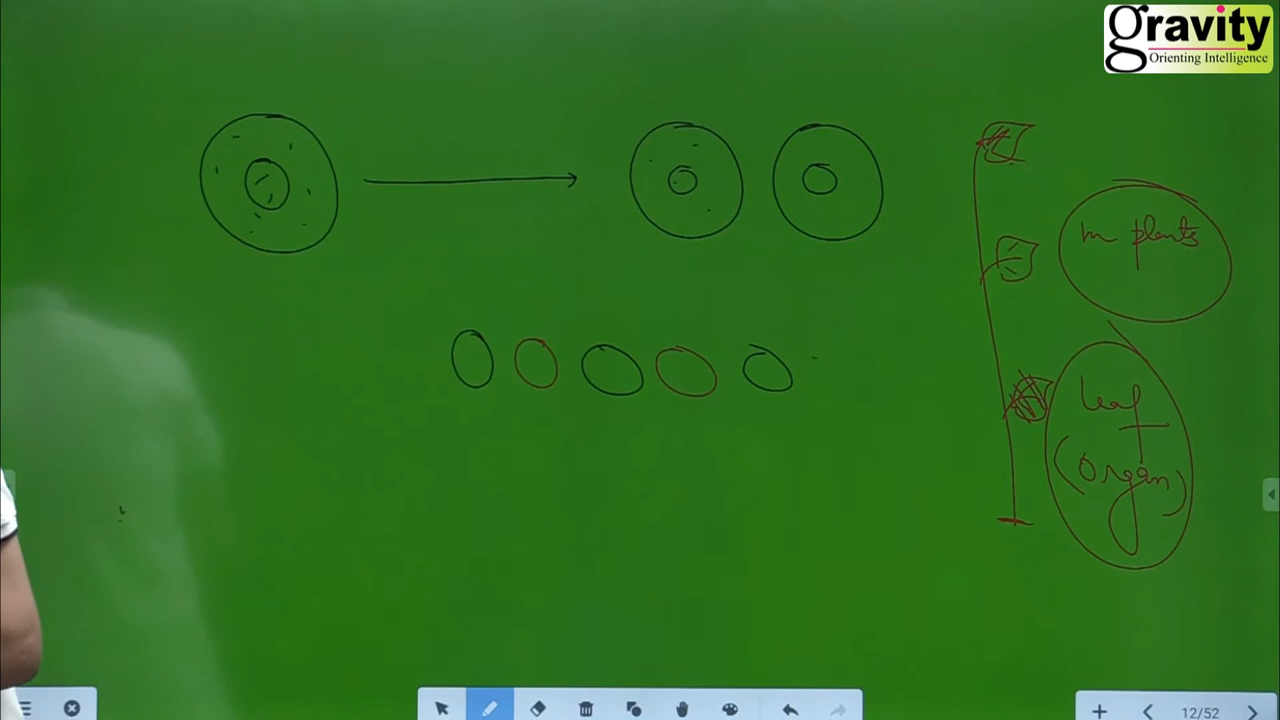 gravity
Orienting Intelligence
in plants
leaf
(Organ)
12/52